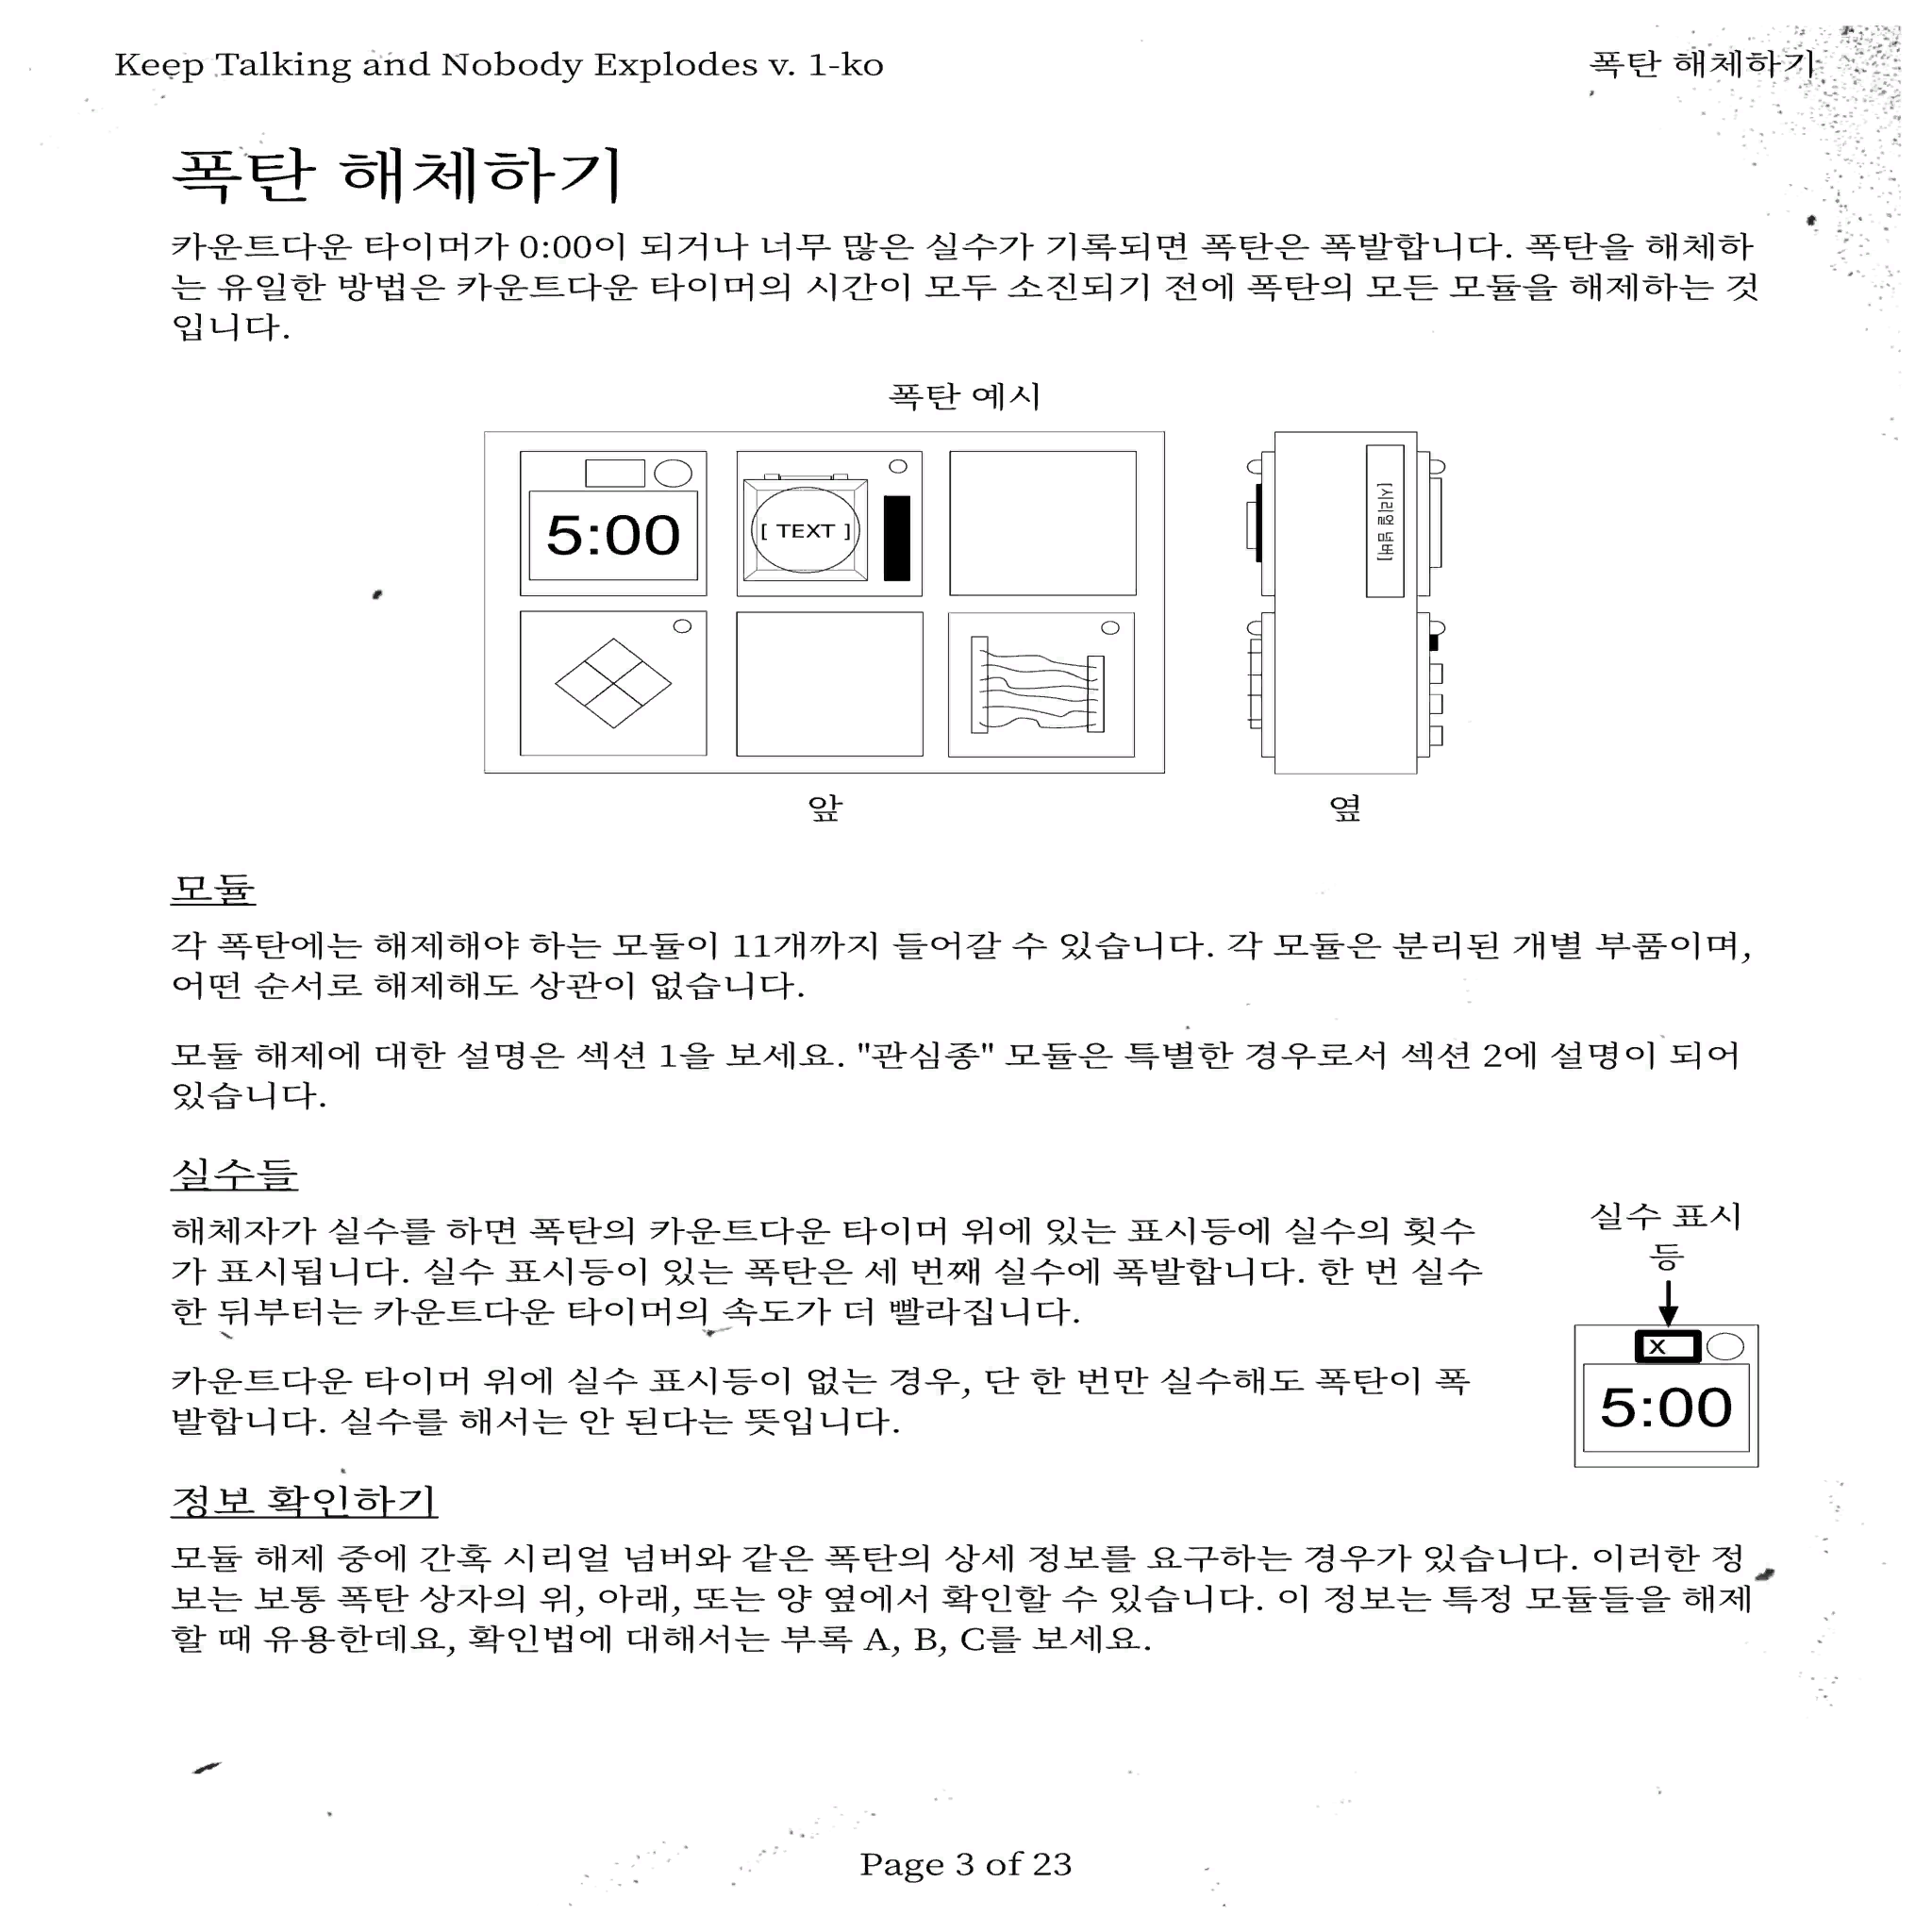 Keep Talking and Nobody Explodes v. 1-ko
폭탄 해체하기
폭탄 해체하기
카운트다운 타이머가 0:00이 되거나 너무 많은 실수가 기록되면 폭탄은 폭발합니다. 폭탄을 해체하
는 유일한 방법은 카운트다운 타이머의 시간이 모두 소진되기 전에 폭탄의 모든 모듈을 해제하는 것
입니다.
폭탄 예시
5:00
[ TEXT ]
[시리얼 넘버]
앞
옆
모듈
각 폭탄에는 해제해야 하는 모듈이 11개까지 들어갈 수 있습니다. 각 모듈은 분리된 개별 부품이며,
어떤 순서로 해제해도 상관이 없습니다.
모듈 해제에 대한 설명은 섹션 1을 보세요. "관심종" 모듈은 특별한 경우로서 섹션 2에 설명이 되어
있습니다.
실수들
해체자가 실수를 하면 폭탄의 카운트다운 타이머 위에 있는 표시등에 실수의 횟수
가 표시됩니다. 실수 표시등이 있는 폭탄은 세 번째 실수에 폭발합니다. 한 번 실수
한 뒤부터는 카운트다운 타이머의 속도가 더 빨라집니다.
카운트다운 타이머 위에 실수 표시등이 없는 경우, 단 한 번만 실수해도 폭탄이 폭
발합니다. 실수를 해서는 안 된다는 뜻입니다.
실수 표시
등
X
5:00
정보 확인하기
모듈 해제 중에 간혹 시리얼 넘버와 같은 폭탄의 상세 정보를 요구하는 경우가 있습니다. 이러한 정
보는 보통 폭탄 상자의 위, 아래, 또는 양 옆에서 확인할 수 있습니다. 이 정보는 특정 모듈들을 해제
할 때 유용한데요, 확인법에 대해서는 부록 A, B, C를 보세요.
Page 3 of 23